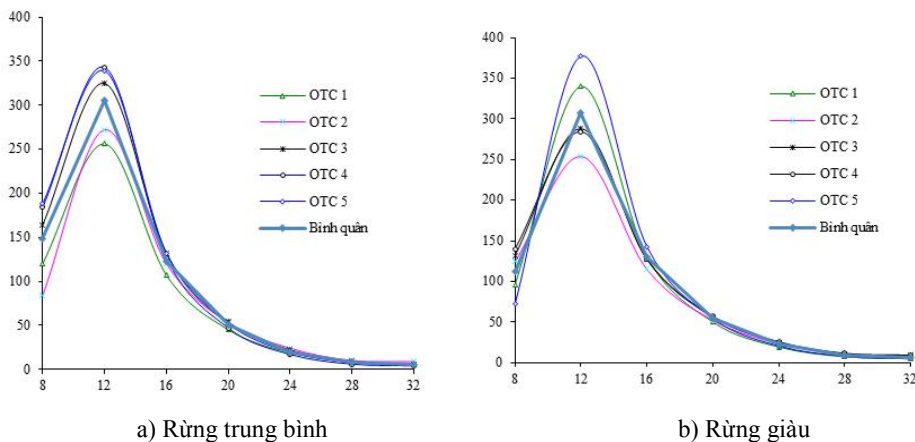 400
350
300
250
200
150
100
50
0
8 12 16 20 24 28 32
OTC 1
OTC 2
OTC 3
OTC 4
OTC 5
Bình quân
a) Rừng trung bình
400
350
300
250
200
150
100
50
0
8 12 16 20 24 28 32
OTC 1
OTC 2
OTC 3
OTC 4
OTC 5
Bình quân
b) Rừng giàu